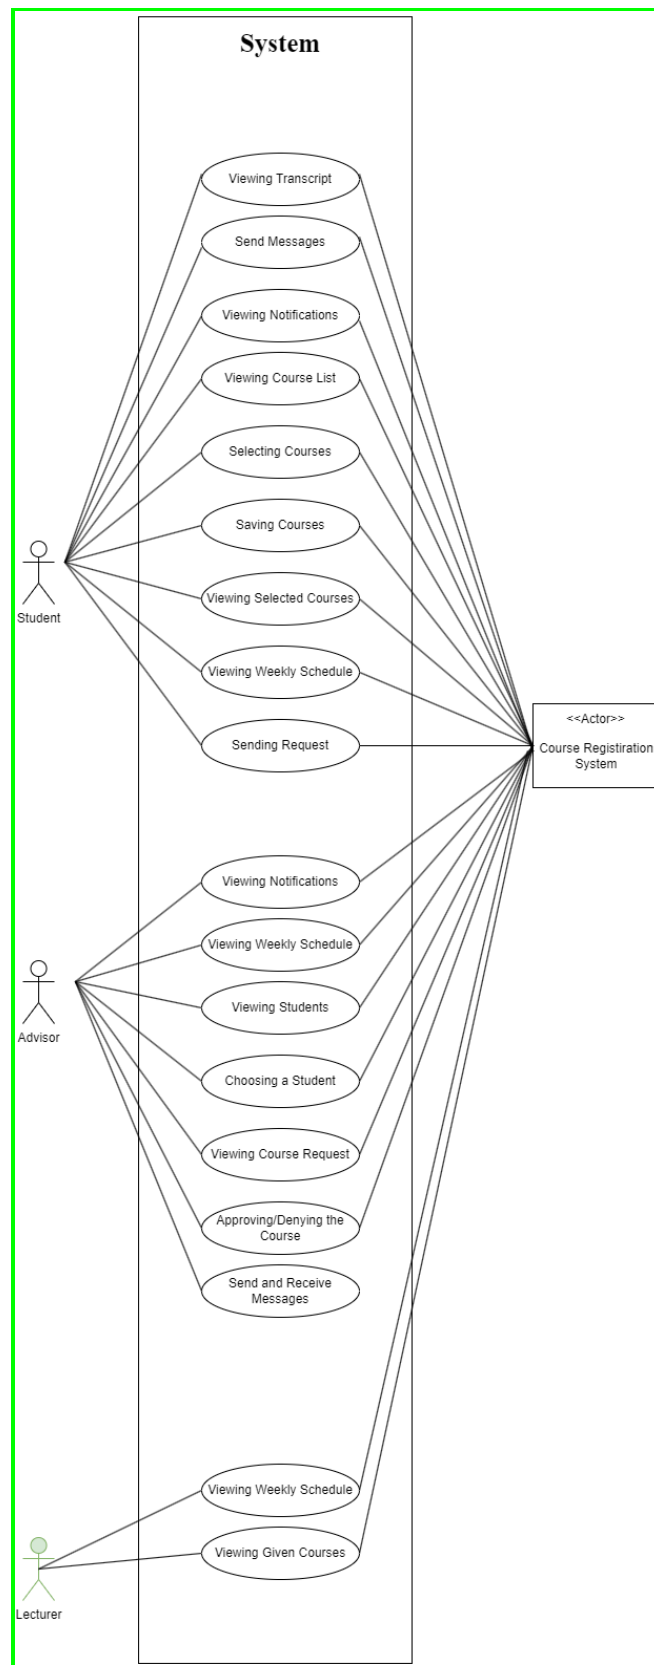 System
Viewing Transcript
Send Messages
Viewing Notifications
Viewing Course List
Selecting Courses
Saving Courses
Student
Viewing Selected Courses
Viewing Weekly Schedule
<<Actor>>
Course Registiration
System
Sending Request
Viewing Notifications
Viewing Weekly Schedule
Advisor
Viewing Students
Choosing a Student
Viewing Course Request
Approving/Denying the
Course
Send and Receive
Messages
Viewing Weekly Schedule
Viewing Given Courses
Lecturer